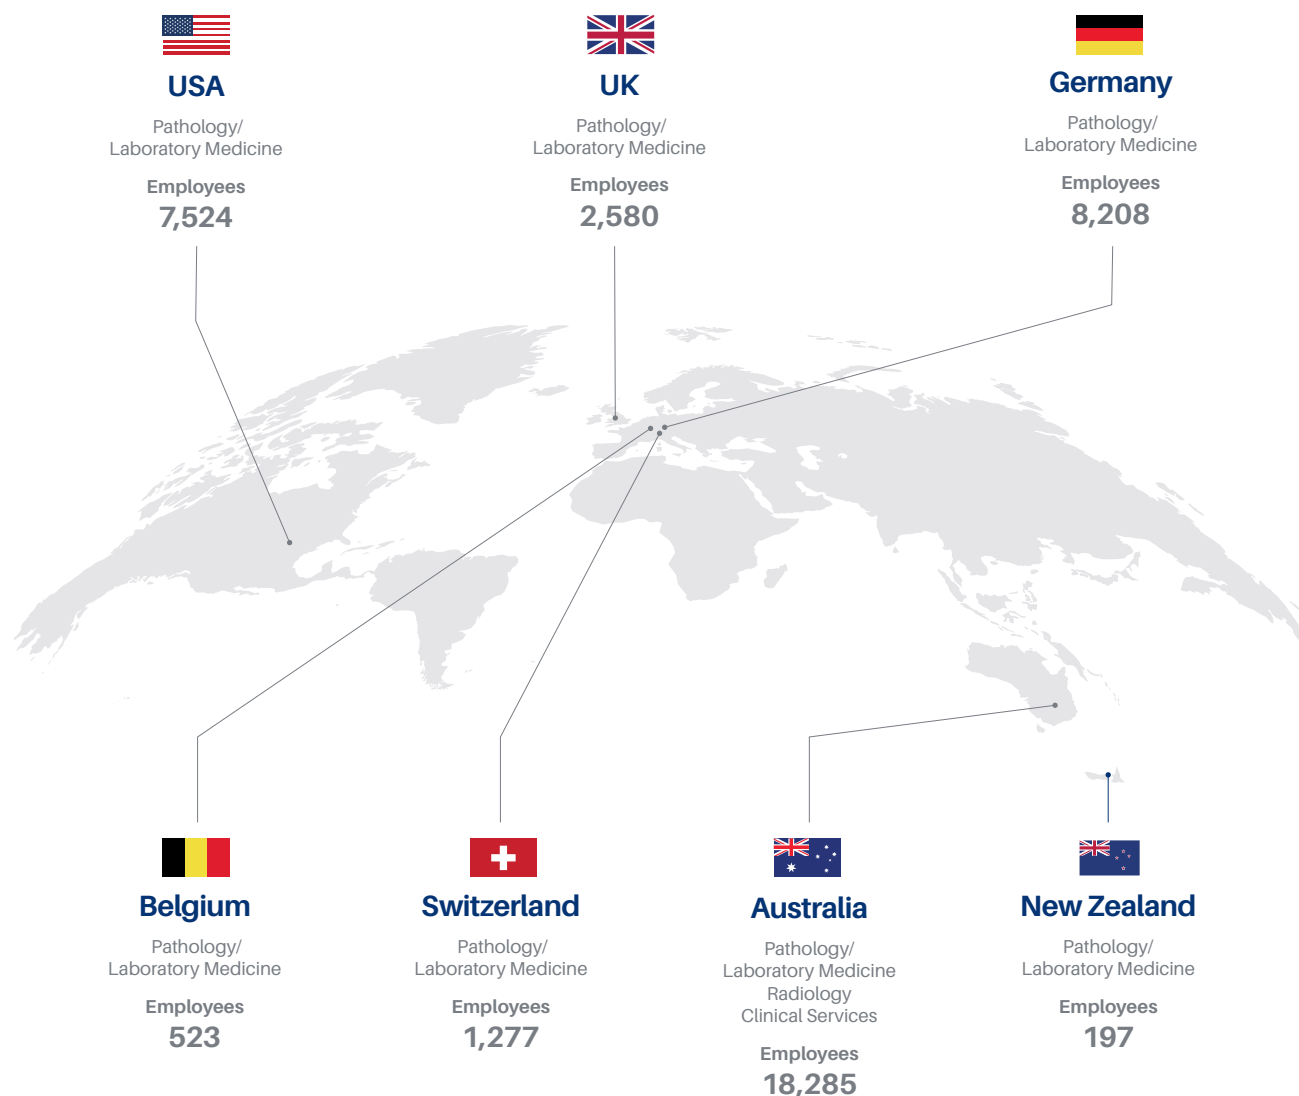 USA
Pathology/
Laboratory Medicine
Employees
7,524
UK
Pathology/
Laboratory Medicine
Employees
2,580
Germany
Pathology/
Laboratory Medicine
Employees
8,208
Belgium
Pathology/
Laboratory Medicine
Employees
523
Switzerland
Pathology/
Laboratory Medicine
Employees
1,277
Australia
Pathology/
Laboratory Medicine
Radiology
Clinical Services
Employees
18,285
New Zealand
Pathology/
Laboratory Medicine
Employees
197